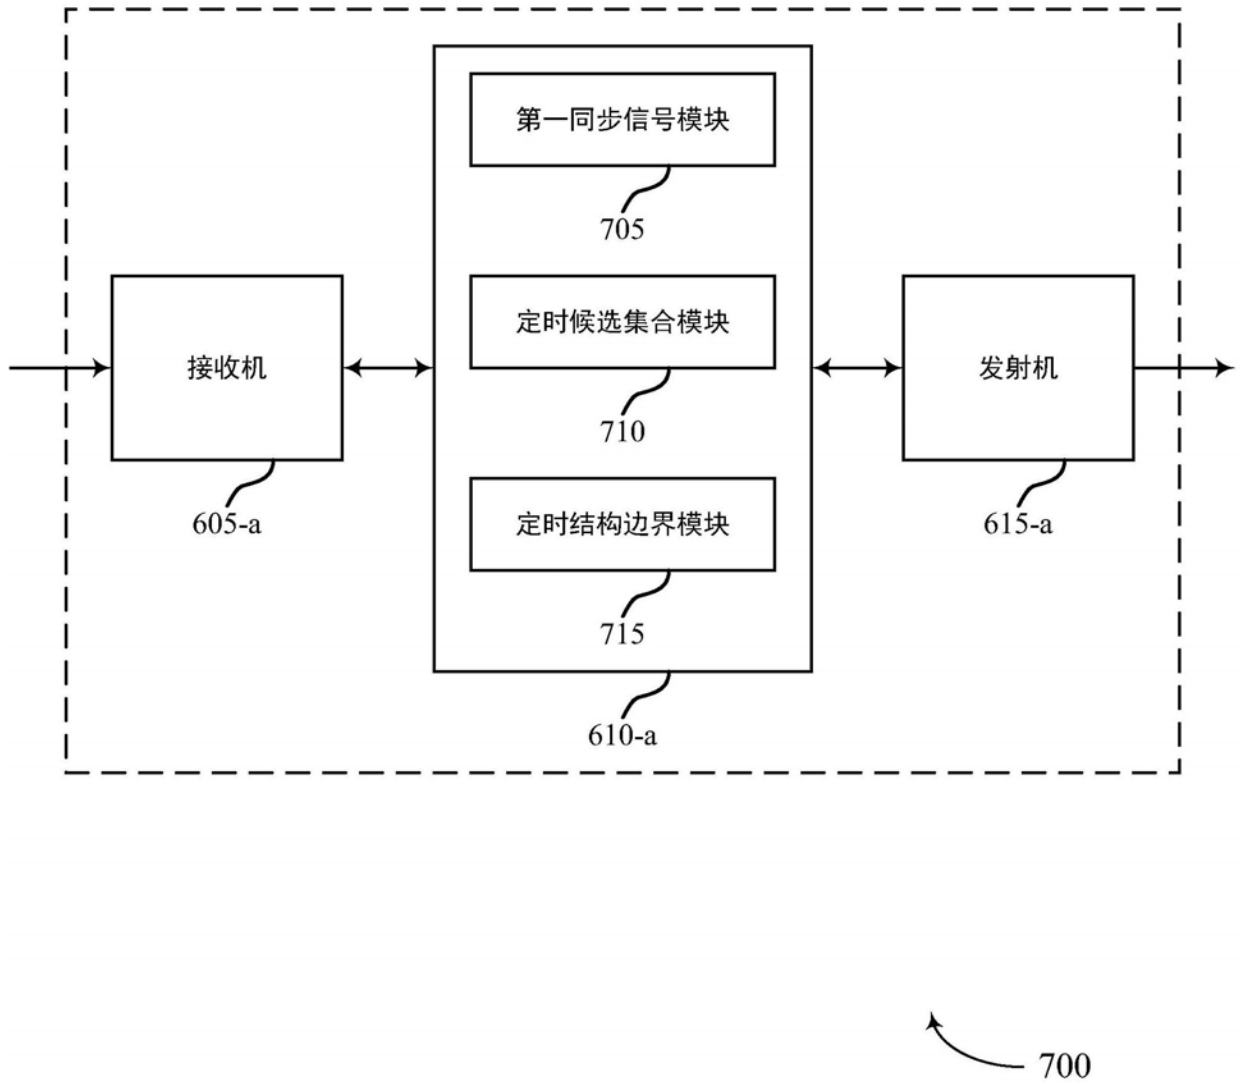 第一同步信号模块
705
定时候选集合模块
接收机
发射机
710
定时结构边界模块
605-a
615-a
715
610-a
700